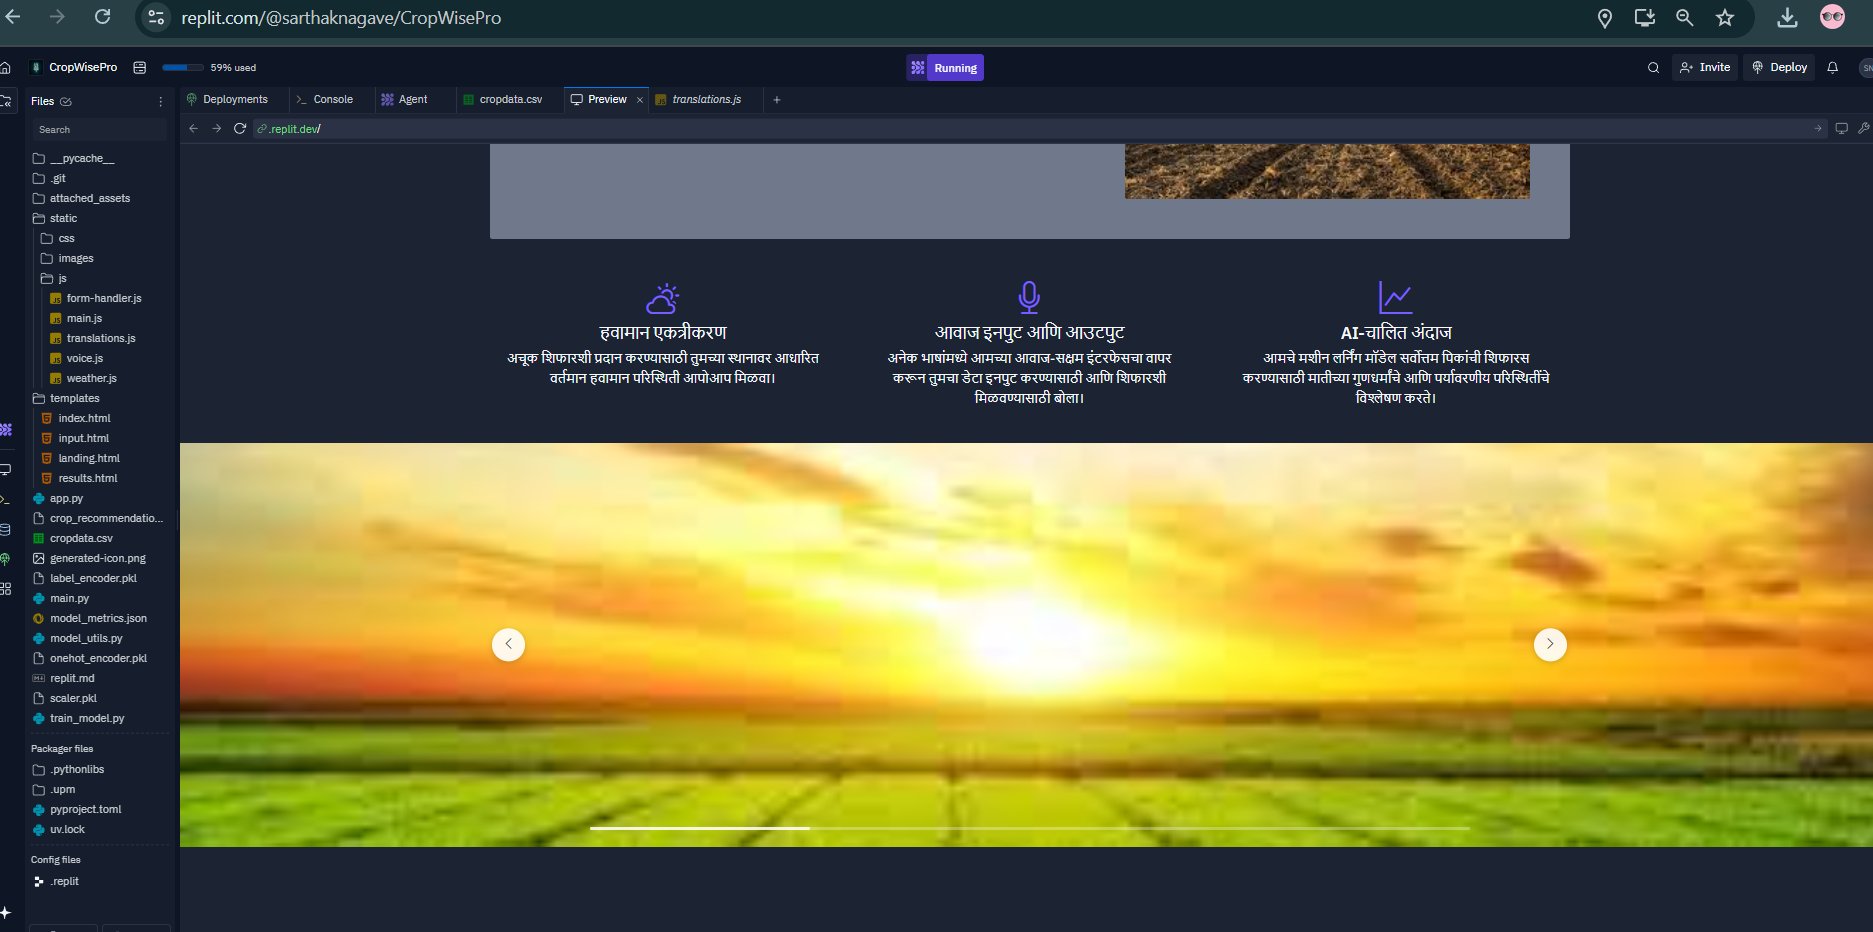 replit.com/@sarthaknagave/CropWisePro
CropWisePro
59% used
Running
Invite
Deploy
Files
Deployments
Console
Agent
cropdata.csv
Preview
translations.js
Search
.replit.dev/
__pycache__
.git
attached_assets
static
css
images
js
form-handler.js
main.js
translations.js
voice.js
weather.js
templates
index.html
input.html
landing.html
results.html
app.py
crop_recommendatio...
cropdata.csv
generated-icon.png
label_encoder.pkl
main.py
model_metrics.json
model_utils.py
onehot_encoder.pkl
replit.md
scaler.pkl
train_model.py
Packager files
.pythonlibs
.upm
pyproject.toml
uv.lock
Config files
.replit
हवामान एकत्रीकरण
अचूक शिफारशी प्रदान करण्यासाठी तुमच्या स्थानावर आधारित
वर्तमान हवामान परिस्थिती आपोआप मिळवा।
आवाज इनपुट आणि आउटपुट
अनेक भाषांमध्ये आमच्या आवाज-सक्षम इंटरफेसचा वापर
करून तुमचा डेटा इनपुट करण्यासाठी आणि शिफारशी
मिळवण्यासाठी बोला।
AI-चालित अंदाज
आमचे मशीन लर्निंग मॉडेल सर्वोत्तम पिकांची शिफारस
करण्यासाठी मातीच्या गुणधर्मांचे आणि पर्यावरणीय परिस्थितींचे
विश्लेषण करते।